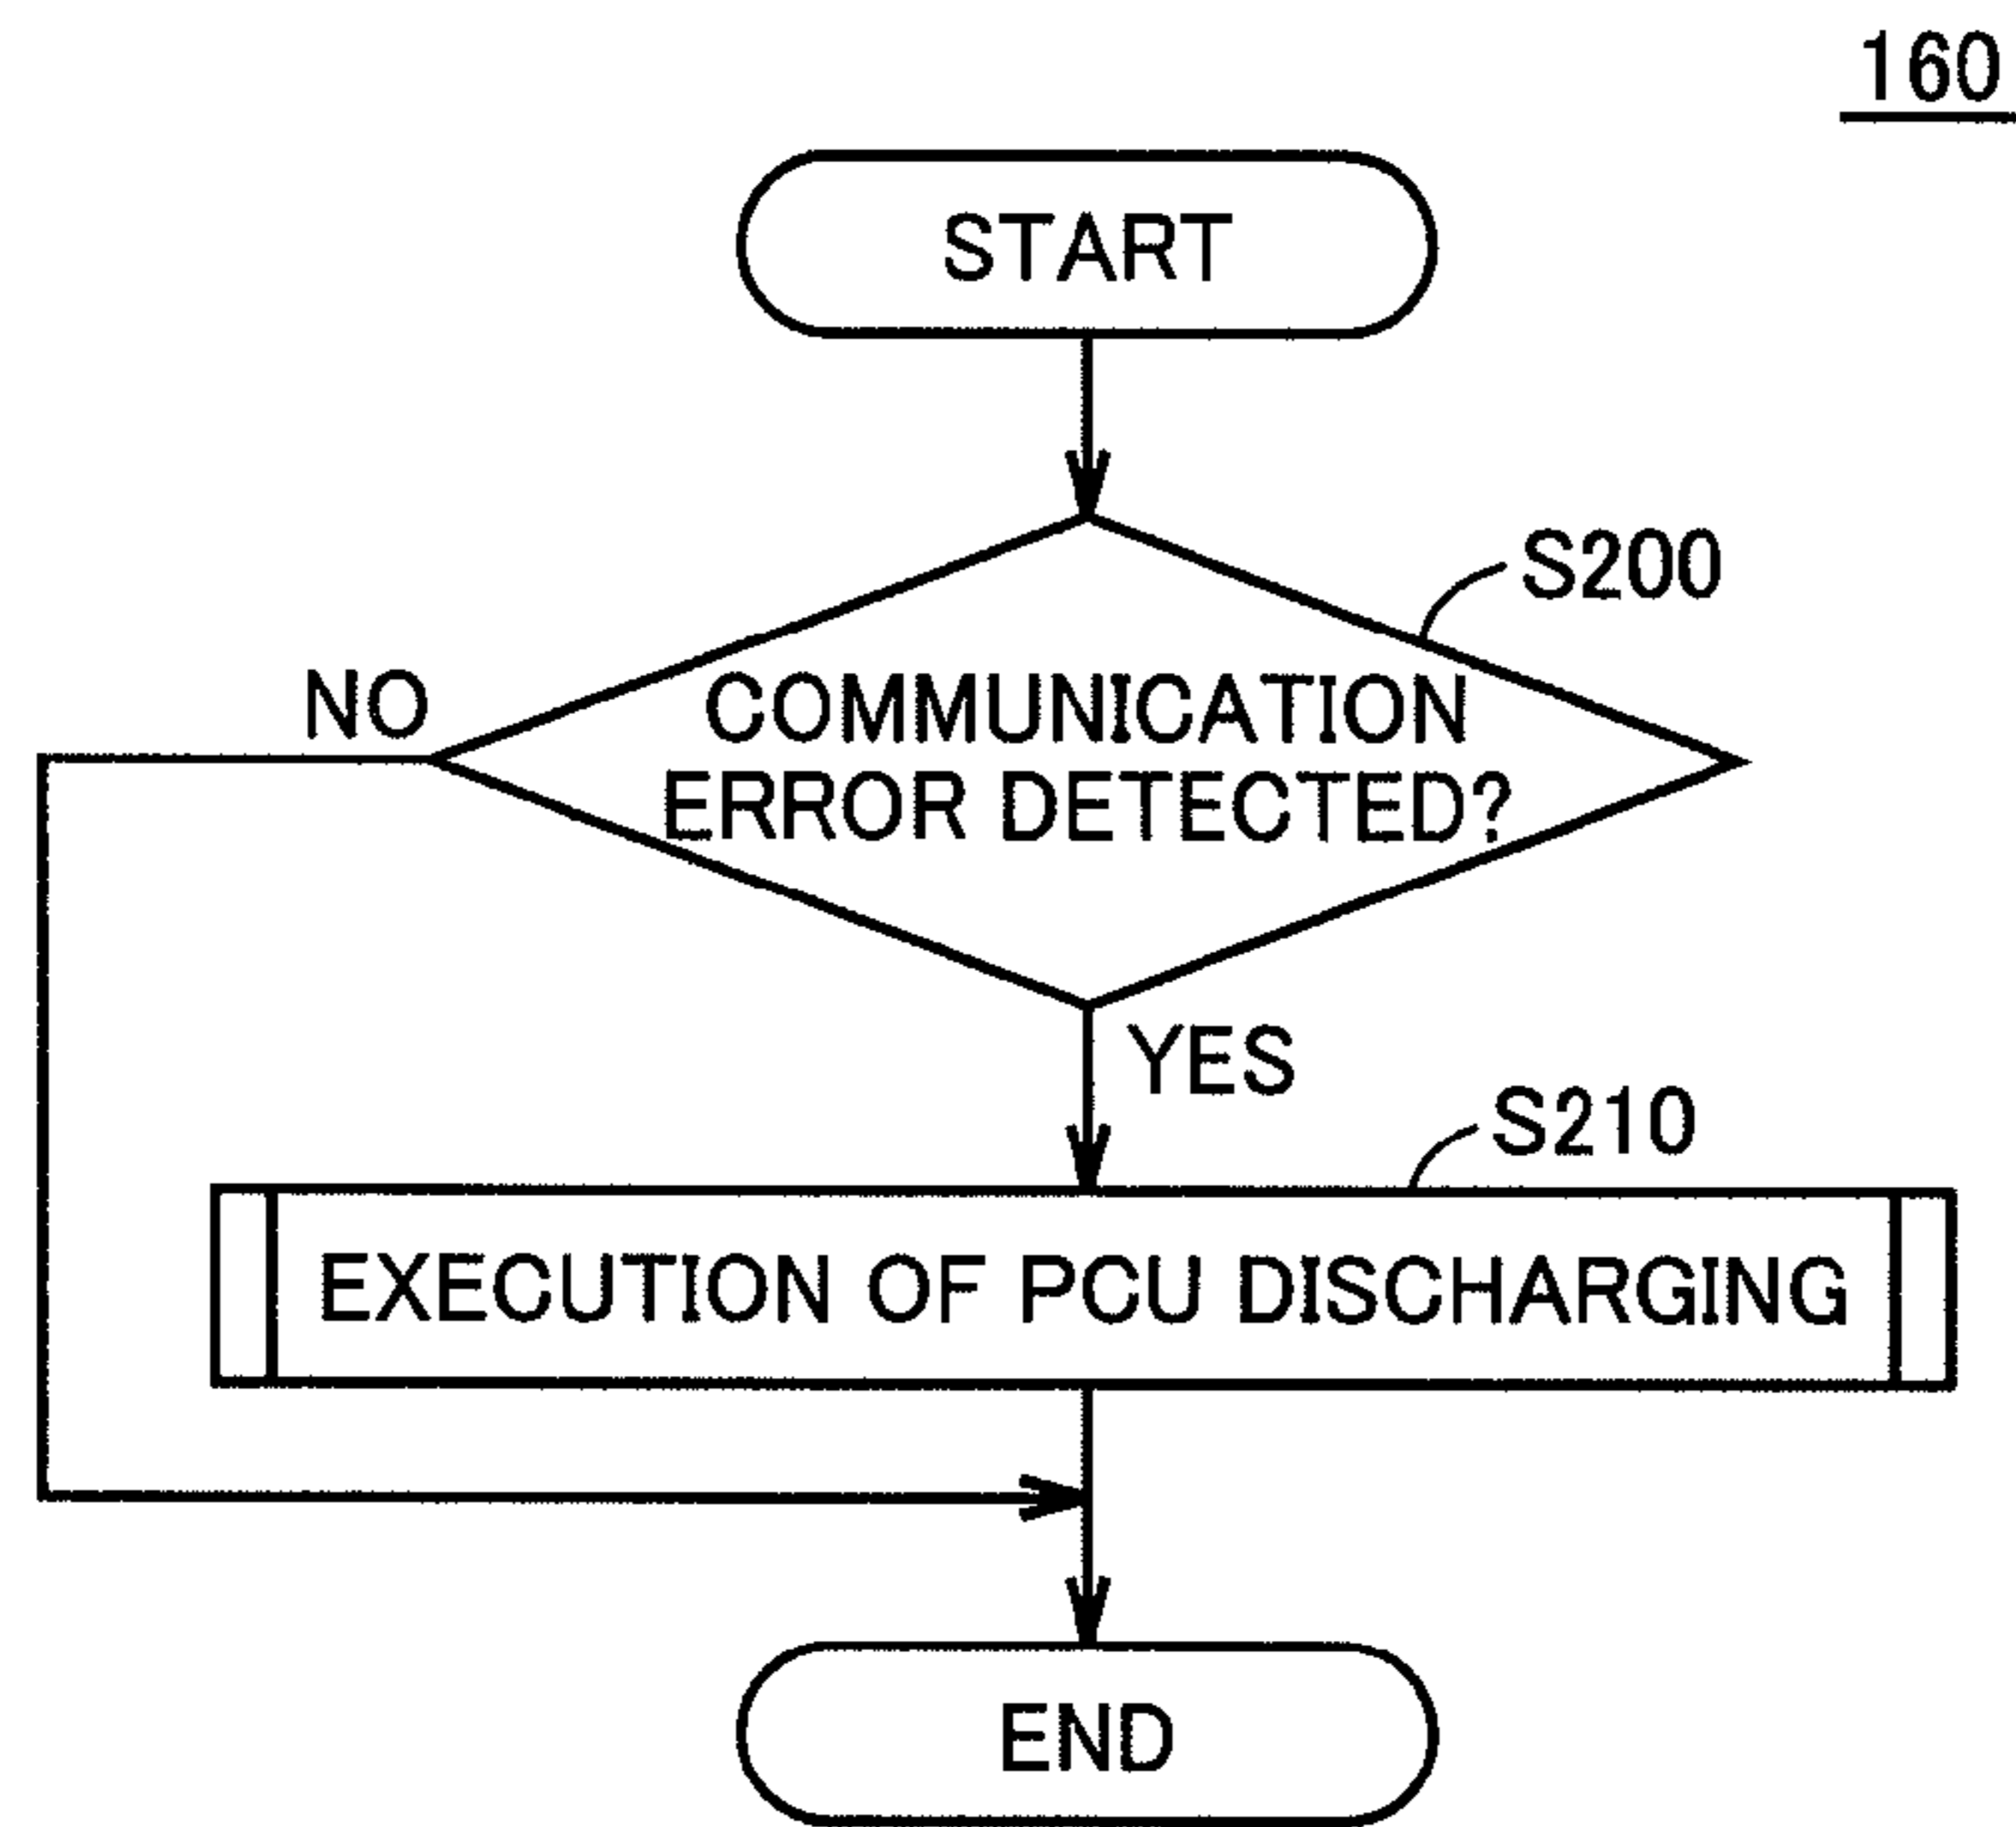 160
START
S200
NO
COMMUNICATION
ERROR DETECTED?
YES
S210
EXECUTION OF PCU DISCHARGING
END